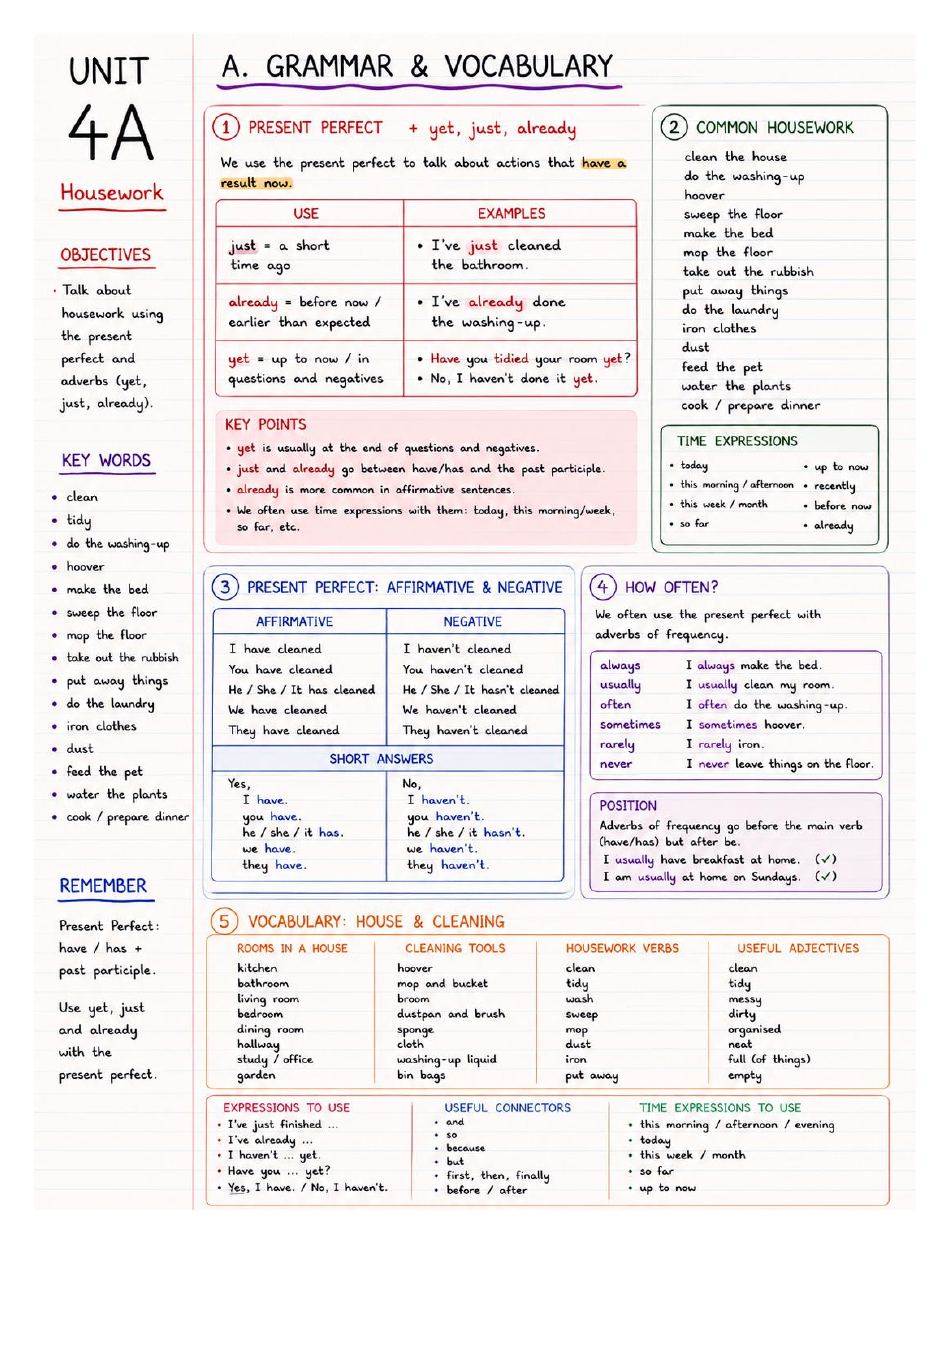 UNIT
4A
Housework
OBJECTIVES
· Talk about
housework using
the present
perfect and
adverbs (yet,
just, already).
KEY WORDS
• clean
• tidy
• do the washing-up
• hoover
• make the bed
• sweep the floor
• mop the floor
• take out the rubbish
• put away things
• do the laundry
• iron clothes
• dust
• feed the pet
• water the plants
• cook / prepare dinner
REMEMBER
Present Perfect:
have / has +
past participle.
Use yet, just
and already
with the
present perfect.
A. GRAMMAR & VOCABULARY
1 PRESENT PERFECT + yet, just, already
We use the present perfect to talk about actions that have a
result now.
USE
EXAMPLES
just = a short
time ago
• I've just cleaned
the bathroom.
already = before now /
earlier than expected
• I've already done
the washing-up.
yet = up to now / in
questions and negatives
• Have you tidied your room yet?
• No, I haven't done it yet.
KEY POINTS
• yet is usually at the end of questions and negatives.
• just and already go between have/has and the past participle.
• already is more common in affirmative sentences.
• We often use time expressions with them: today, this morning/week,
so far, etc.
2 COMMON HOUSEWORK
clean the house
do the washing-up
hoover
sweep the floor
make the bed
mop the floor
take out the rubbish
put away things
do the laundry
iron clothes
dust
feed the pet
water the plants
cook / prepare dinner
TIME EXPRESSIONS
• today
• this morning / afternoon
• this week / month
• so far
• up to now
• recently
• before now
• already
3 PRESENT PERFECT: AFFIRMATIVE & NEGATIVE
AFFIRMATIVE
I have cleaned
You have cleaned
He / She / It has cleaned
We have cleaned
They have cleaned
NEGATIVE
I haven't cleaned
You haven't cleaned
He / She / It hasn't cleaned
We haven't cleaned
They haven't cleaned
SHORT ANSWERS
Yes,
I have.
you have.
he / she / it has.
we have.
they have.
No,
I haven't.
you haven't.
he / she / it hasn't.
we haven't.
they haven't.
4 HOW OFTEN?
We often use the present perfect with
adverbs of frequency.
always I always make the bed.
usually I usually clean my room.
often I often do the washing-up.
sometimes I sometimes hoover.
rarely I rarely iron.
never I never leave things on the floor.
POSITION
Adverbs of frequency go before the main verb
(have/has) but after be.
I usually have breakfast at home. (✓)
I am usually at home on Sundays. (✓)
5 VOCABULARY: HOUSE & CLEANING
ROOMS IN A HOUSE
kitchen
bathroom
living room
bedroom
dining room
hallway
study / office
garden
CLEANING TOOLS
hoover
mop and bucket
broom
dustpan and brush
sponge
cloth
washing-up liquid
bin bags
HOUSEWORK VERBS
clean
tidy
wash
sweep
mop
dust
iron
put away
USEFUL ADJECTIVES
clean
tidy
messy
dirty
organised
neat
full (of things)
empty
EXPRESSIONS TO USE
• I've just finished ...
• I've already ...
• I haven't ... yet.
• Have you ... yet?
• Yes, I have. / No, I haven't.
USEFUL CONNECTORS
• and
• so
• because
• but
• first, then, finally
• before / after
TIME EXPRESSIONS TO USE
• this morning / afternoon / evening
• today
• this week / month
• so far
• up to now